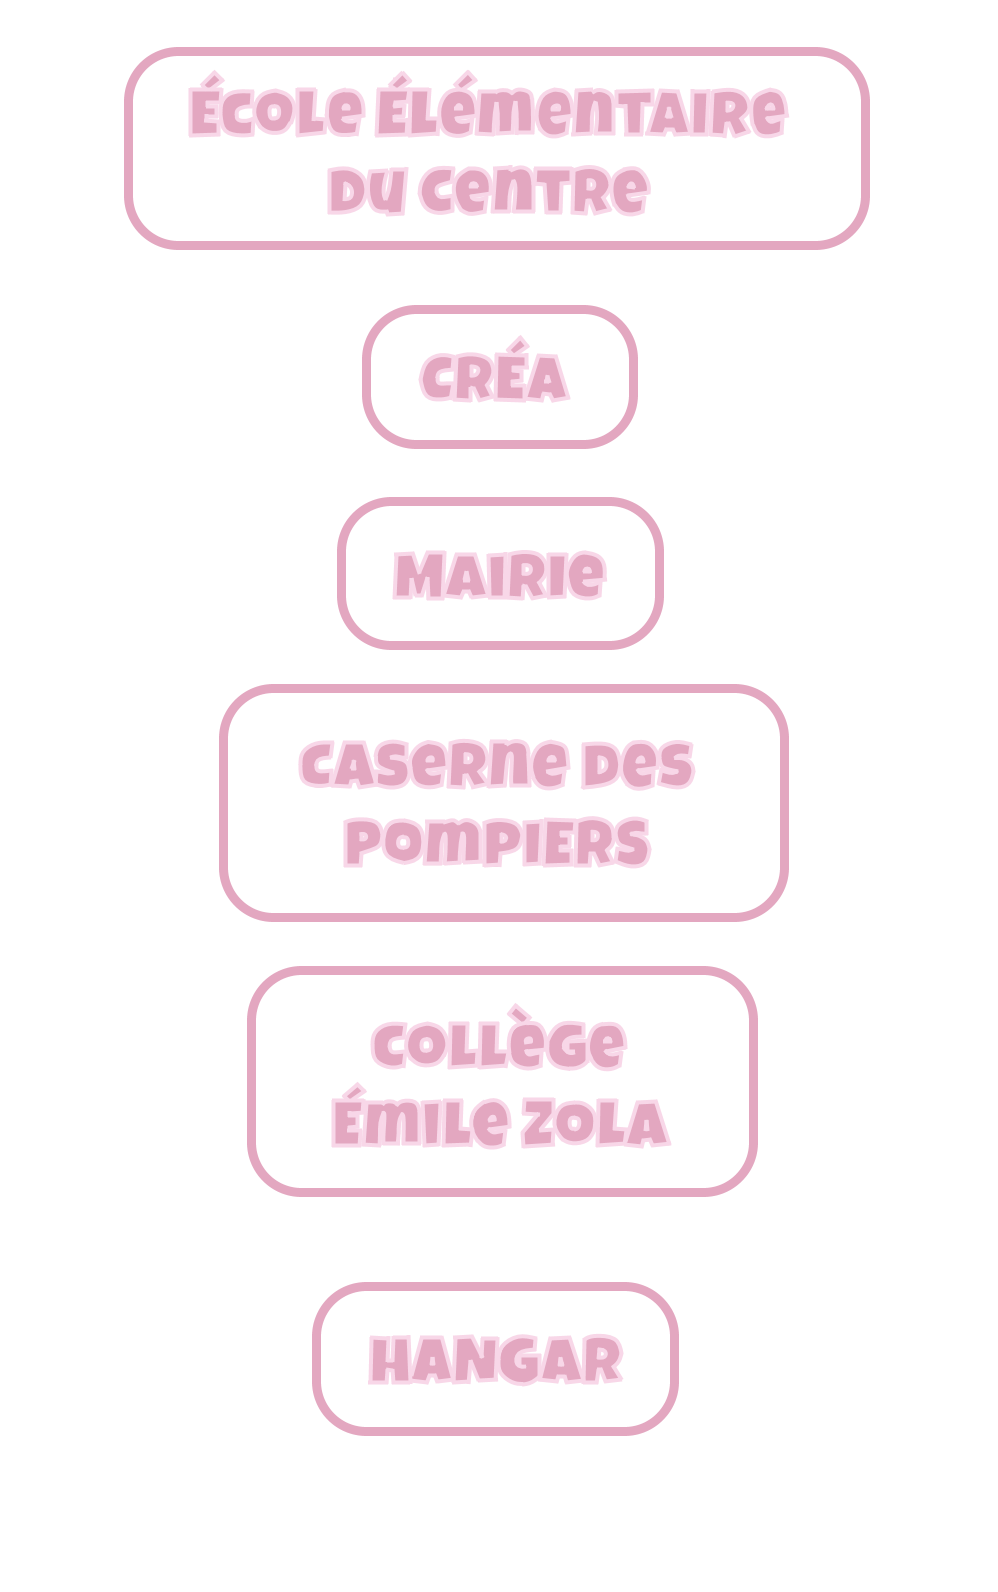 École Élémentaire
du centre
CRÉA
Mairie
Caserne des
pompiers
Collège
Émile Zola
HANGAR